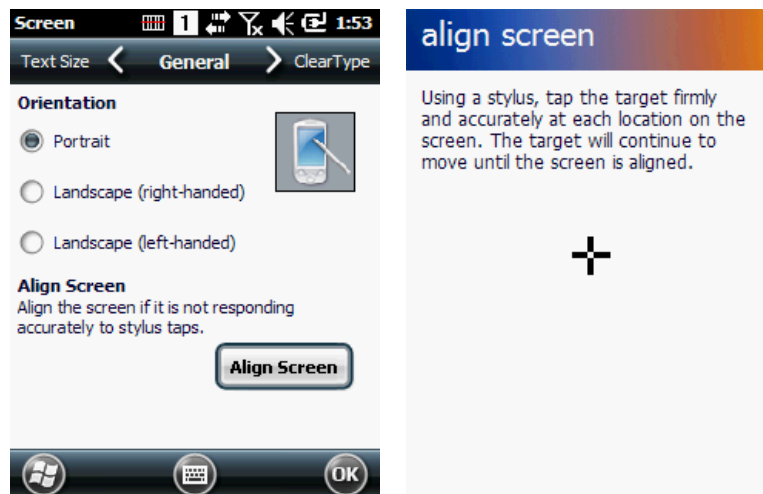 Screen 1 1:53
Text Size General ClearType
Orientation
Portrait
Landscape (right-handed)
Landscape (left-handed)
Align Screen
Align the screen if it is not responding
accurately to stylus taps.
Align Screen
OK
align screen
Using a stylus, tap the target firmly
and accurately at each location on the
screen. The target will continue to
move until the screen is aligned.